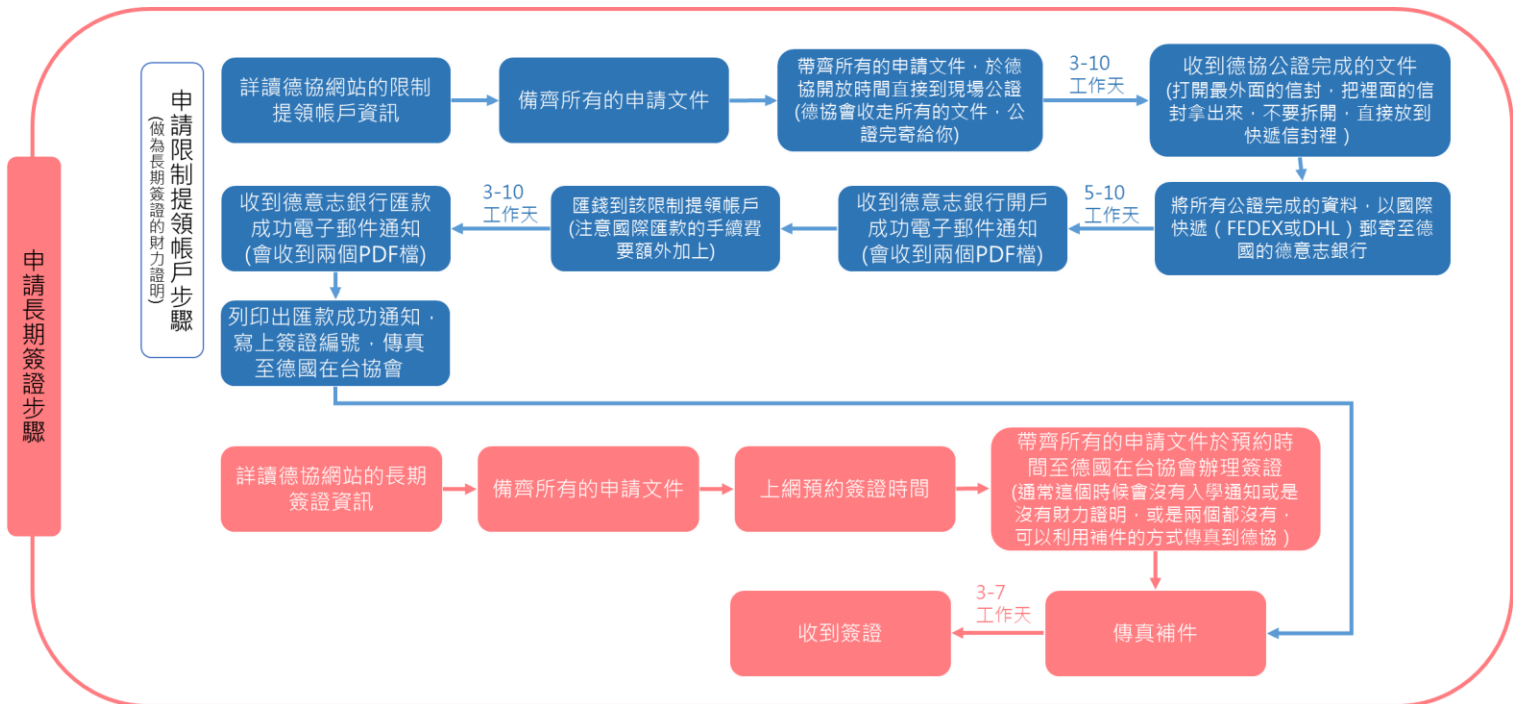 申請長期簽證步驟
申請限制提領帳戶步驟
(做為長期簽證的財力證明)
詳讀德協網站的限制
提領帳戶資訊
備齊所有的申請文件
帶齊所有的申請文件，於德
協開放時間直接到現場公證
(德協會收走所有的文件，公
證完寄給你)
3-10
工作天
收到德協公證完成的文件
(打開最外面的信封，把裡面的信
封拿出來，不要拆開，直接放到
快遞信封裡）
將所有公證完成的資料，以國際
快遞（FEDEX或DHL）郵寄至德
國的德意志銀行
5-10
工作天
收到德意志銀行開戶
成功電子郵件通知
(會收到兩個PDF檔)
匯錢到該限制提領帳戶
(注意國際匯款的手續費
要額外加上)
3-10
工作天
收到德意志銀行匯款
成功電子郵件通知
(會收到兩個PDF檔)
列印出匯款成功通知，
寫上簽證編號，傳真
至德國在台協會
詳讀德協網站的長期
簽證資訊
備齊所有的申請文件
上網預約簽證時間
帶齊所有的申請文件於預約時
間至德國在台協會辦理簽證
(通常這個時候會沒有入學通知或是
沒有財力證明，或是兩個都沒有，
可以利用補件的方式傳真到德協）
傳真補件
3-7
工作天
收到簽證